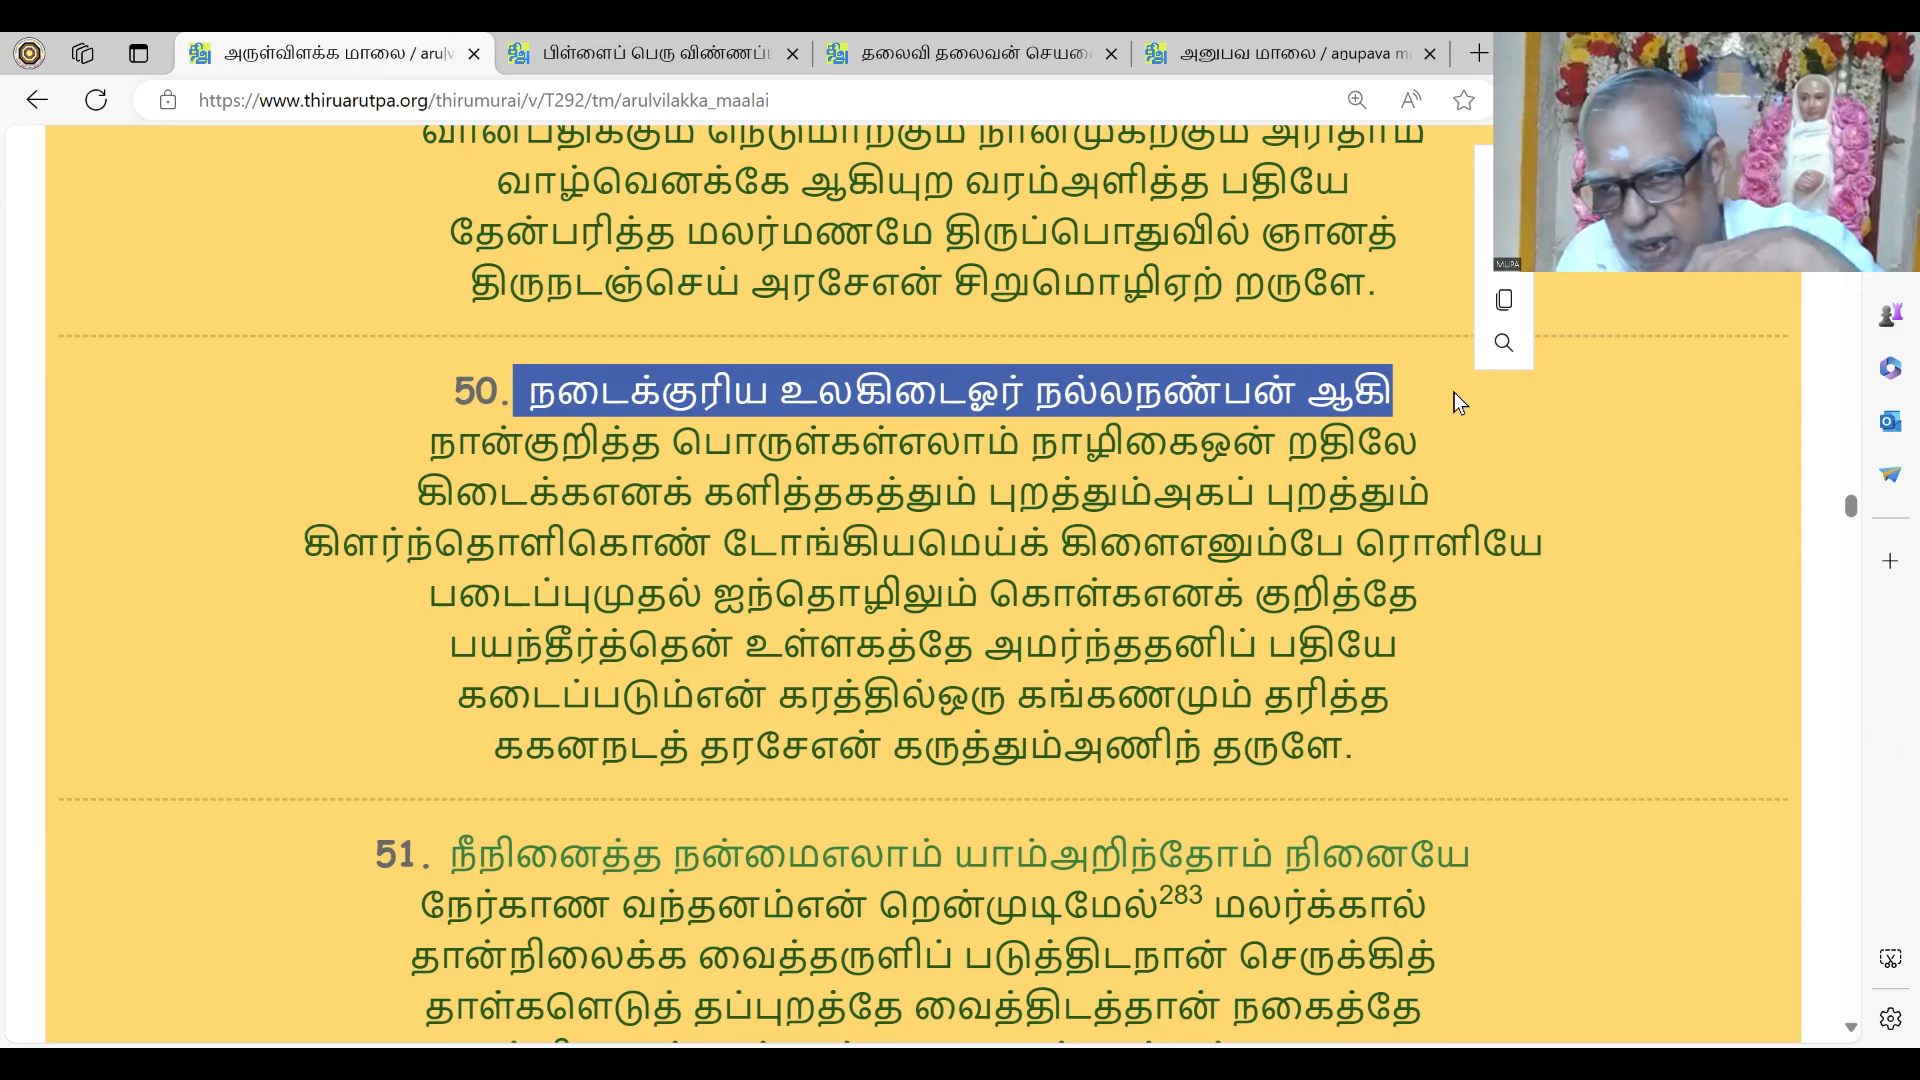 அருள்விளக்க மாலை / arulv
பிள்ளைப் பெரு விண்ணப்ப
தலைவி தலைவன் செயலை
அனுபவ மாலை / anupava m
https://www.thiruarutpa.org/thirumurai/v/T292/tm/arulvilakka_maalai
MUPA
வான்பதிக்கும் நெடுமாற்கும் நான்முகற்கும் அரிதாம்
வாழ்வெனக்கே ஆகியுற வரம்அளித்த பதியே
தேன்பரித்த மலர்மணமே திருப்பொதுவில் ஞானத்
திருநடஞ்செய் அரசேஎன் சிறுமொழிஏற் றருளே.
50. நடைக்குரிய உலகிடைஓர் நல்லநண்பன் ஆகி
நான்குறித்த பொருள்கள்எலாம் நாழிகைஒன் றதிலே
கிடைக்கஎனக் களித்தகத்தும் புறத்தும்அகப் புறத்தும்
கிளர்ந்தொளிகொண் டோங்கியமெய்க் கிளைஎனும்பே ரொளியே
படைப்புமுதல் ஐந்தொழிலும் கொள்கஎனக் குறித்தே
பயந்தீர்த்தென் உள்ளகத்தே அமர்ந்ததனிப் பதியே
கடைப்படும்என் கரத்தில்ஒரு கங்கணமும் தரித்த
ககனநடத் தரசேஎன் கருத்தும்அணிந் தருளே.
51. நீநினைத்த நன்மைஎலாம் யாம்அறிந்தோம் நினையே
நேர்காண வந்தனம்என் றென்முடிமேல்283 மலர்க்கால்
தான்நிலைக்க வைத்தருளிப் படுத்திடநான் செருக்கித்
தாள்களெடுத் தப்புறத்தே வைத்திடத்தான் நகைத்தே